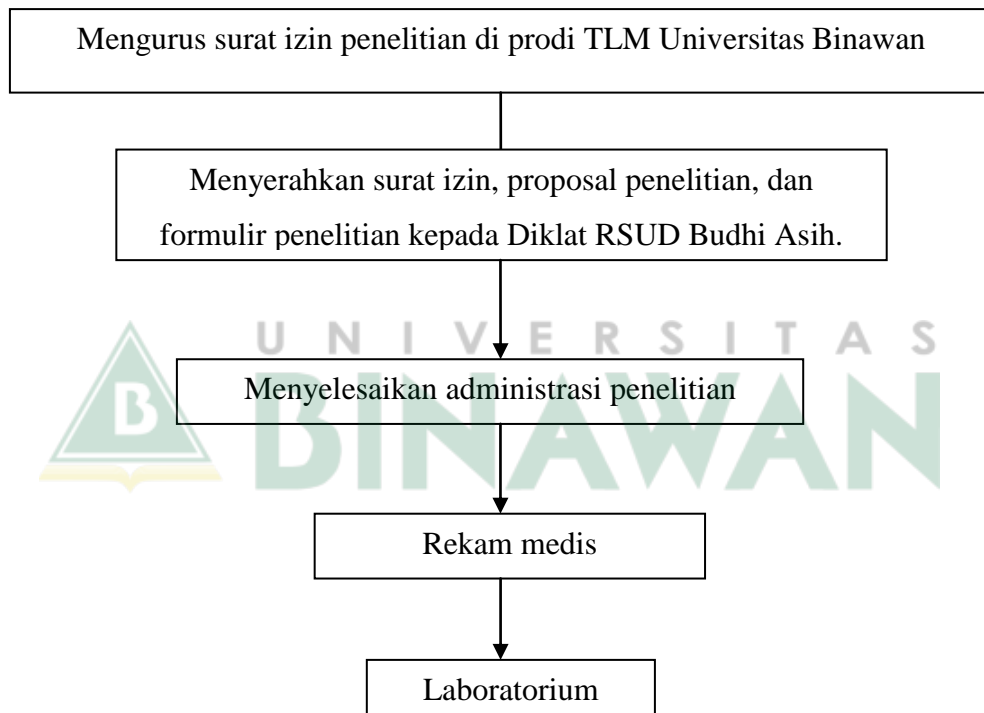 Mengurus surat izin penelitian di prodi TLM Universitas Binawan
Menyerahkan surat izin, proposal penelitian, dan
formulir penelitian kepada Diklat RSUD Budhi Asih.
UNIVERSITAS
Menyelesaikan administrasi penelitian
B
BINAWAN
Rekam medis
Laboratorium